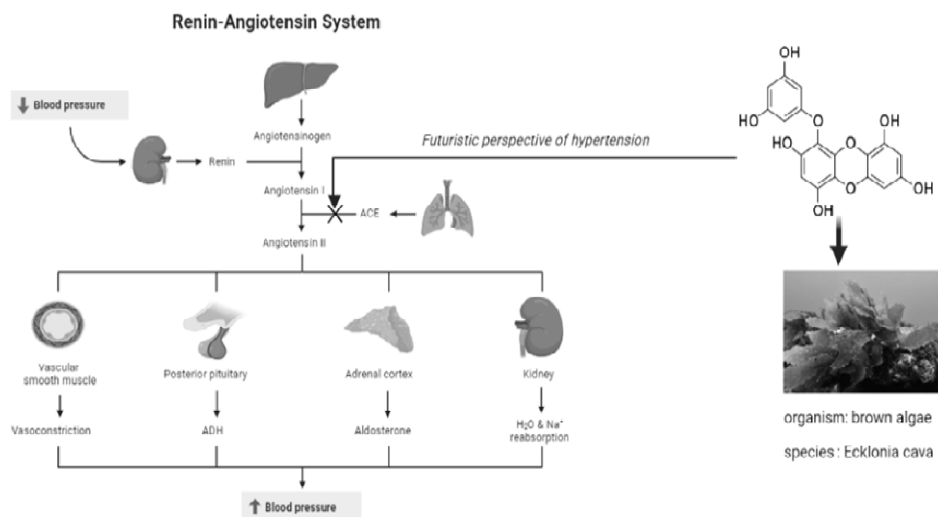 Renin-Angiotensin System
Blood pressure
Angiotensinogen
Renin
Angiotensin I
ACE
Angiotensin II
Futuristic perspective of hypertension
OH
HO
O
HO
O
OH
O
OH
OH
Vascular
smooth muscle
Posterior pituitary
Adrenal cortex
Kidney
Vasoconstriction
ADH
Aldosterone
H₂O & Na⁺
reabsorption
Blood pressure
organism: brown algae
species : Ecklonia cava